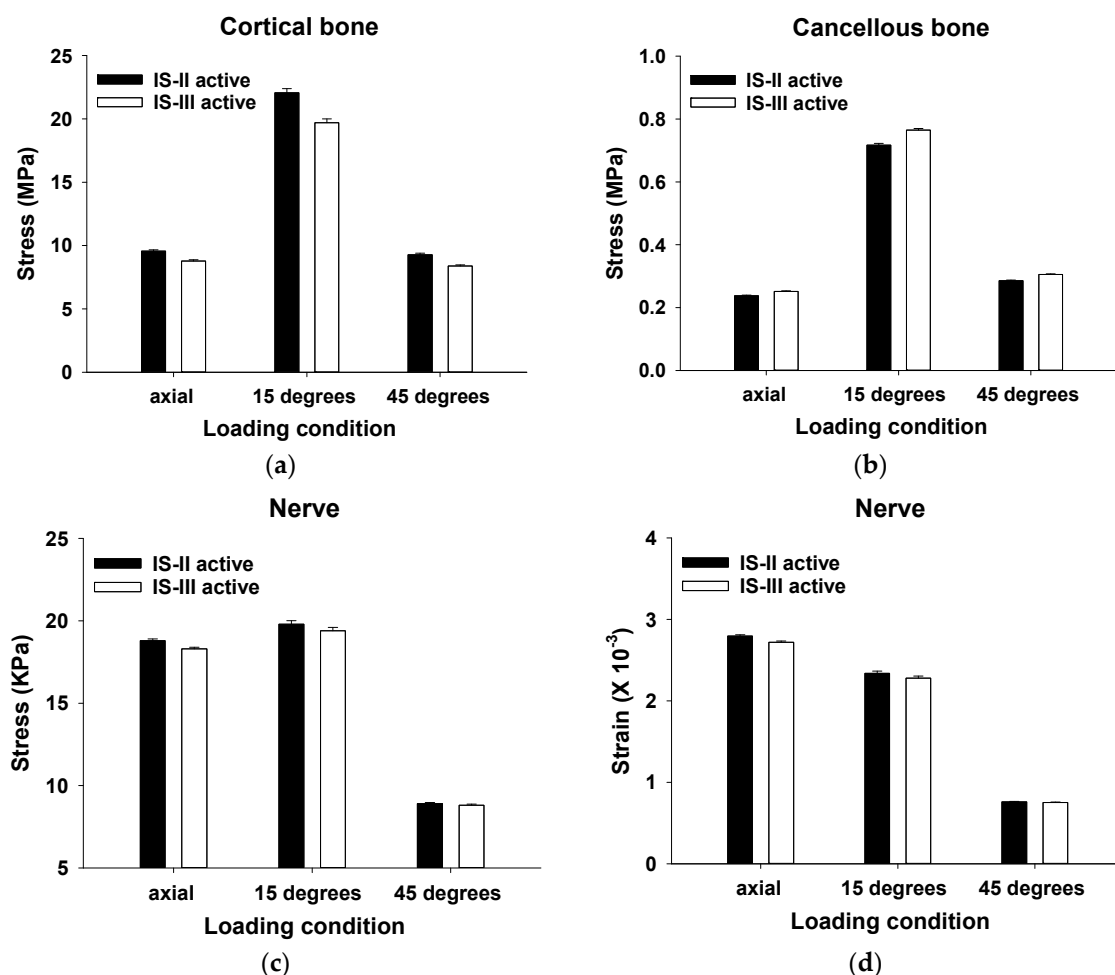 Cortical bone
25
20
15
10
5
0
Stress (MPa)
IS-II active
IS-III active
axial 15 degrees 45 degrees
Loading condition
(a)
Cancellous bone
1.0
0.8
0.6
0.4
0.2
0.0
Stress (MPa)
IS-II active
IS-III active
axial 15 degrees 45 degrees
Loading condition
(b)
Nerve
25
20
15
10
5
Stress (KPa)
IS-II active
IS-III active
axial 15 degrees 45 degrees
Loading condition
(c)
Nerve
4
3
2
1
0
Strain (X 10⁻³)
IS-II active
IS-III active
axial 15 degrees 45 degrees
Loading condition
(d)